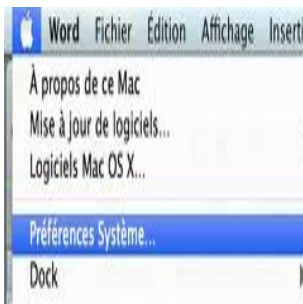 Word Fichier Édition Affichage Inserti
À propos de ce Mac
Mise à jour de logiciels...
Logiciels Mac OS X...
Préférences Système...
Dock